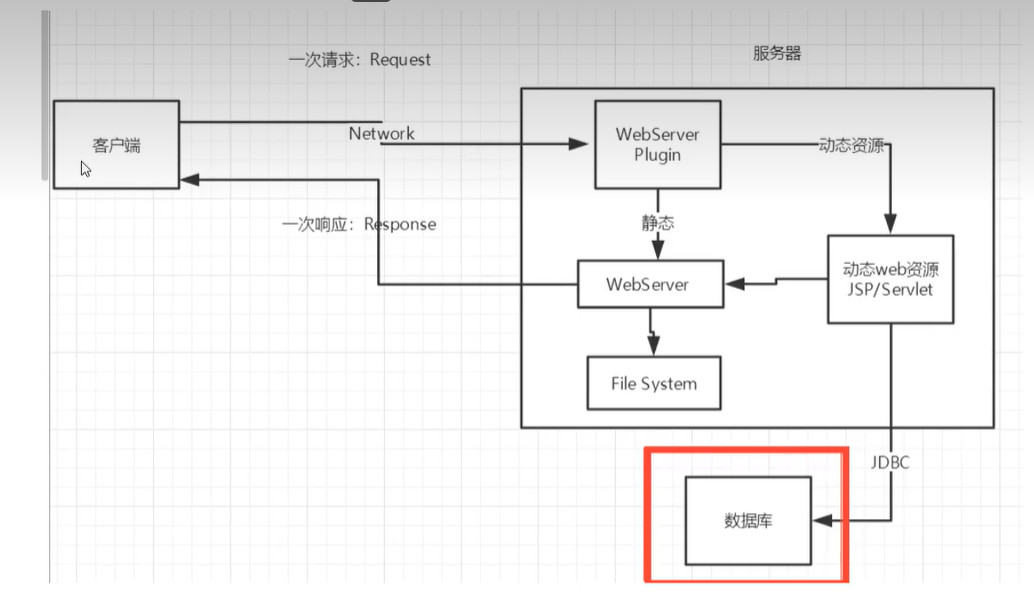 一次请求：Request
服务器
客户端
Network
WebServer
Plugin
动态资源
一次响应：Response
静态
WebServer
动态web资源
JSP/Servlet
File System
JDBC
数据库